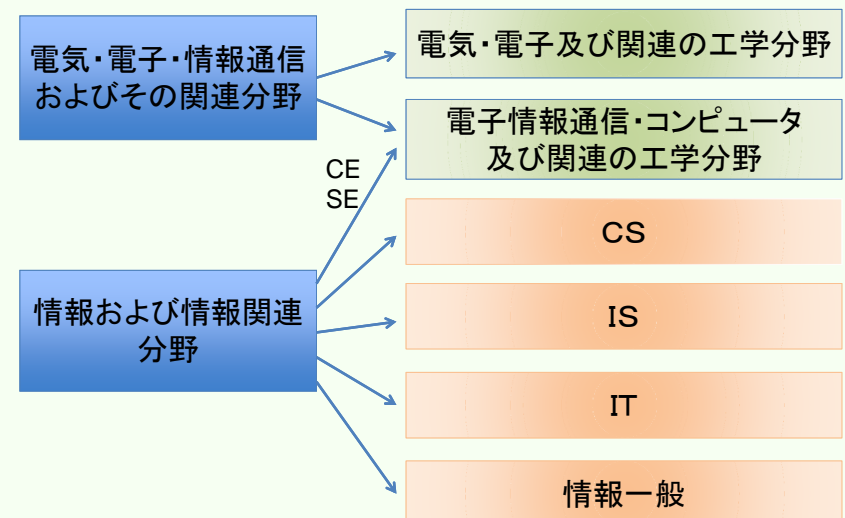 電気・電子・情報通信
およびその関連分野
電気・電子及び関連の工学分野
電子情報通信・コンピュータ
及び関連の工学分野
CE
SE
CS
情報および情報関連
分野
IS
IT
情報一般